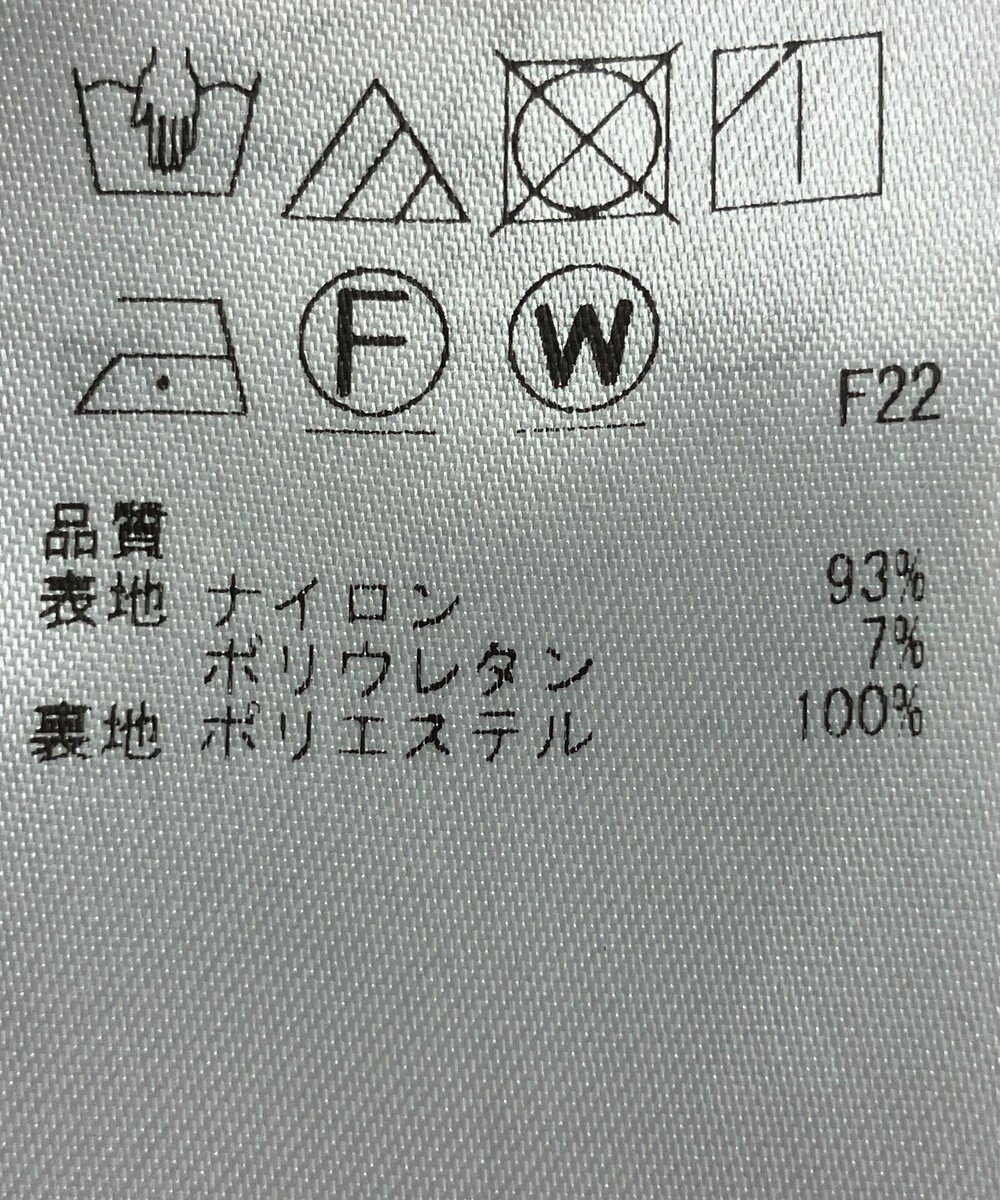 F W
F22
品質
表地 ナイロン 93%
ポリウレタン 7%
裏地 ポリエステル 100%